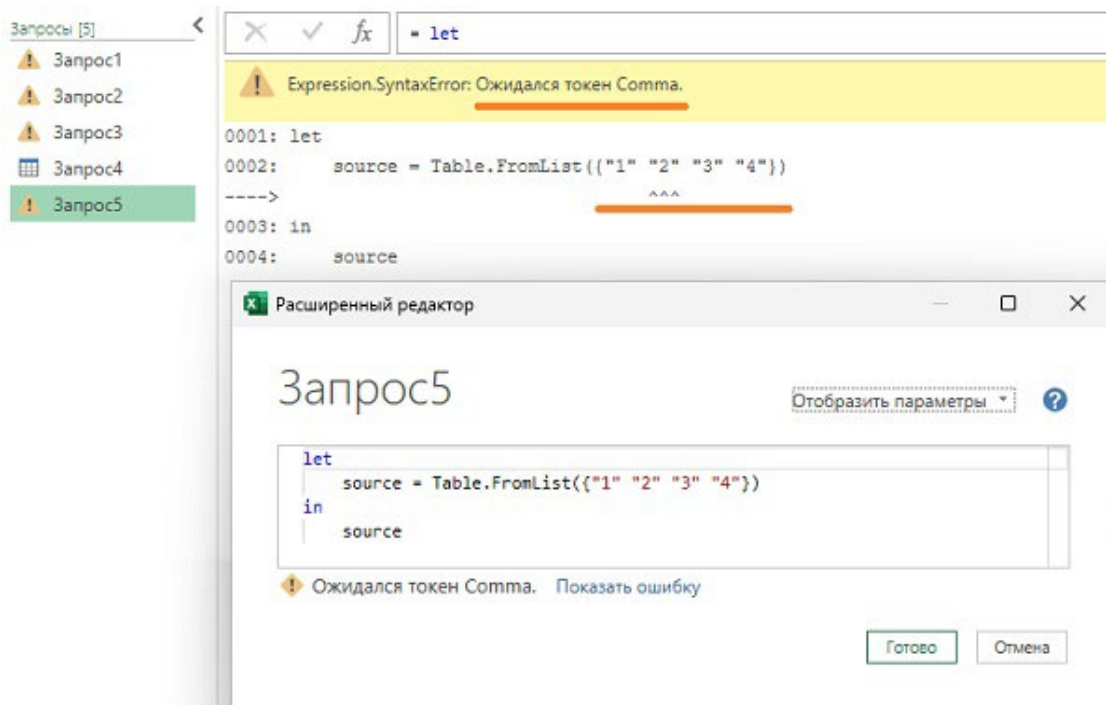 Запросы [5]
Запрос1
Запрос2
Запрос3
Запрос4
Запрос5
fx
= let
Expression.SyntaxError: Ожидался токен Comma.
0001: let
0002:     source = Table.FromList({"1" "2" "3" "4"})
---->                              ^^^
0003: in
0004:     source
Расширенный редактор
Запрос5
Отобразить параметры
let
    source = Table.FromList({"1" "2" "3" "4"})
in
    source
Ожидался токен Comma. Показать ошибку
Готово
Отмена